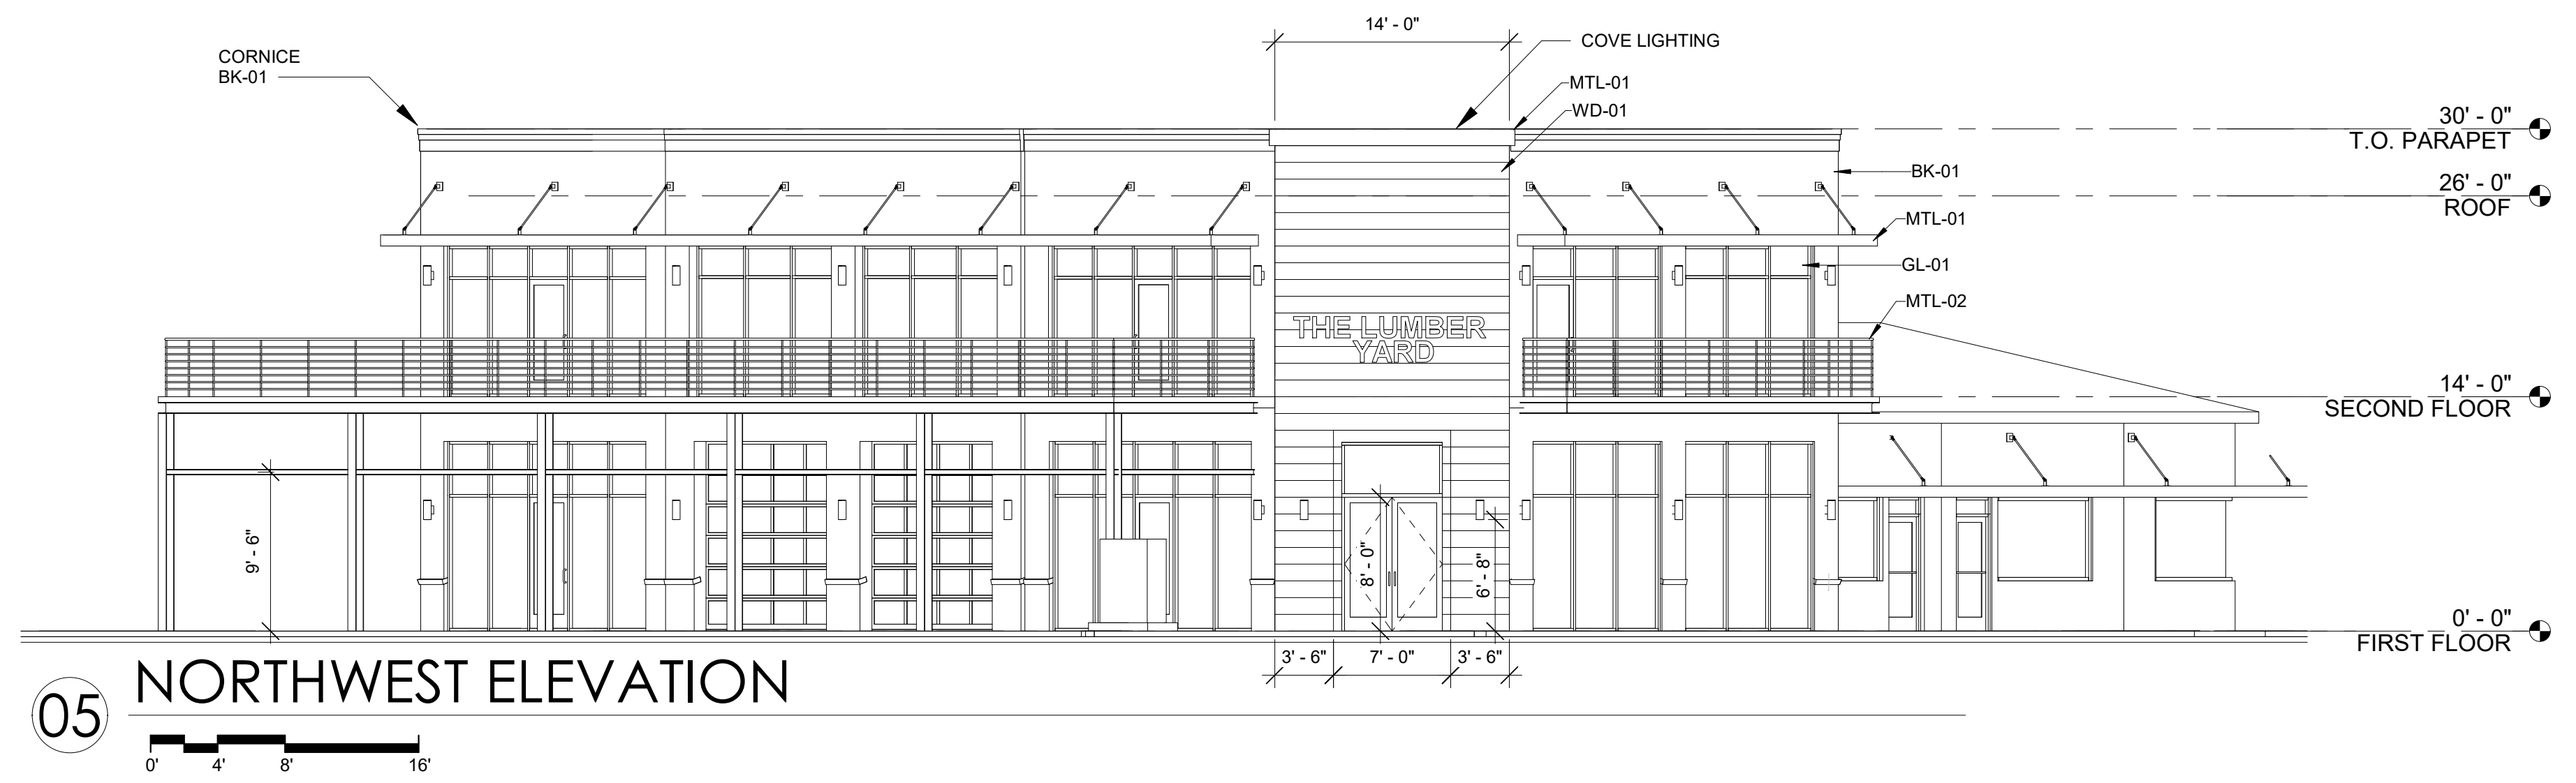 14' - 0"
COVE LIGHTING
CORNICE
BK-01
MTL-01
WD-01
30' - 0"
T.O. PARAPET
BK-01
26' - 0"
ROOF
MTL-01
GL-01
MTL-02
THE LUMBER
YARD
14' - 0"
SECOND FLOOR
9' - 6"
8' - 0"
6' - 8"
0' - 0"
FIRST FLOOR
3' - 6" 7' - 0" 3' - 6"
05 NORTHWEST ELEVATION
0' 4' 8' 16'